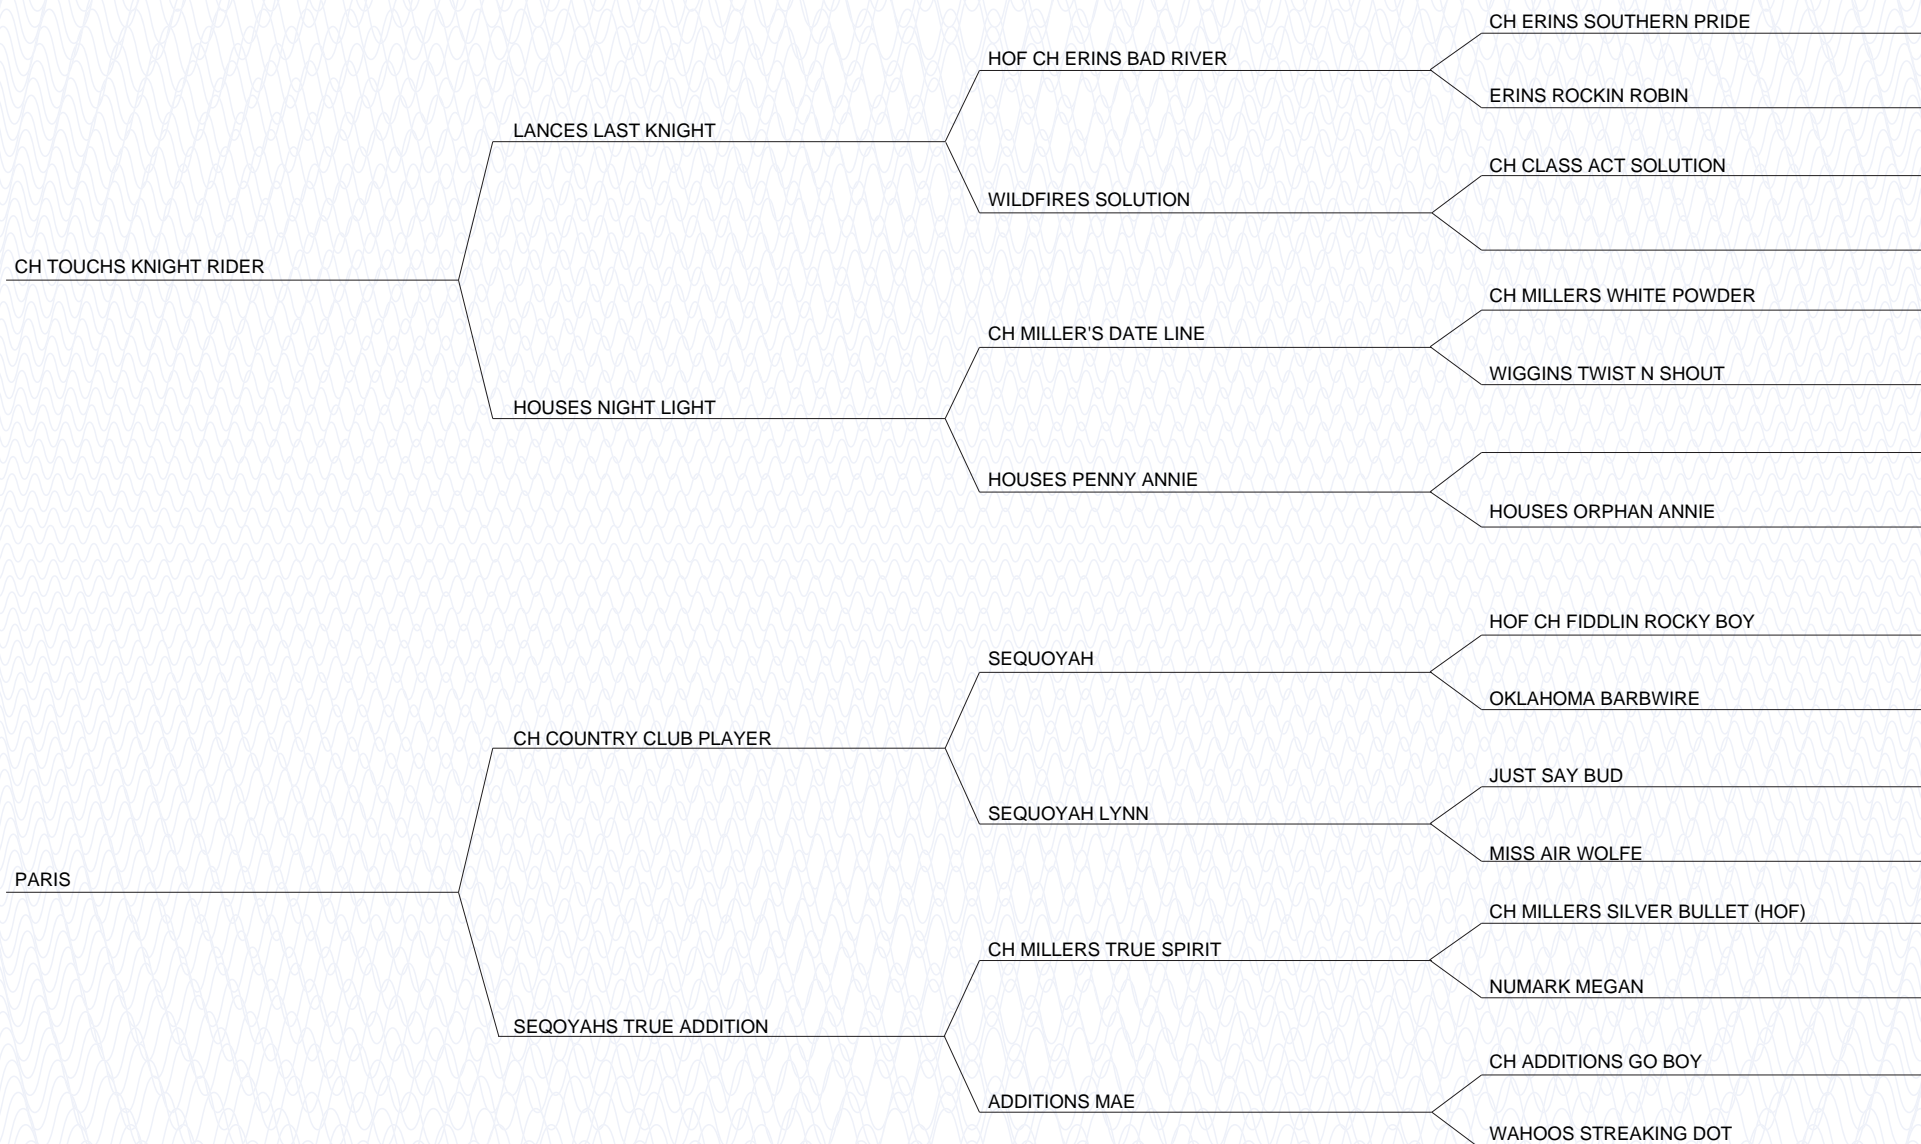 CH ERINS SOUTHERN PRIDE
HOF CH ERINS BAD RIVER
ERINS ROCKIN ROBIN
LANCES LAST KNIGHT
CH CLASS ACT SOLUTION
WILDFIRES SOLUTION
CH TOUCHS KNIGHT RIDER
CH MILLERS WHITE POWDER
CH MILLER'S DATE LINE
WIGGINS TWIST N SHOUT
HOUSES NIGHT LIGHT
HOUSES PENNY ANNIE
HOUSES ORPHAN ANNIE
HOF CH FIDDLIN ROCKY BOY
SEQUOYAH
OKLAHOMA BARBWIRE
CH COUNTRY CLUB PLAYER
JUST SAY BUD
SEQUOYAH LYNN
MISS AIR WOLFE
PARIS
CH MILLERS SILVER BULLET (HOF)
CH MILLERS TRUE SPIRIT
NUMARK MEGAN
SEQOYAHS TRUE ADDITION
CH ADDITIONS GO BOY
ADDITIONS MAE
WAHOOS STREAKING DOT